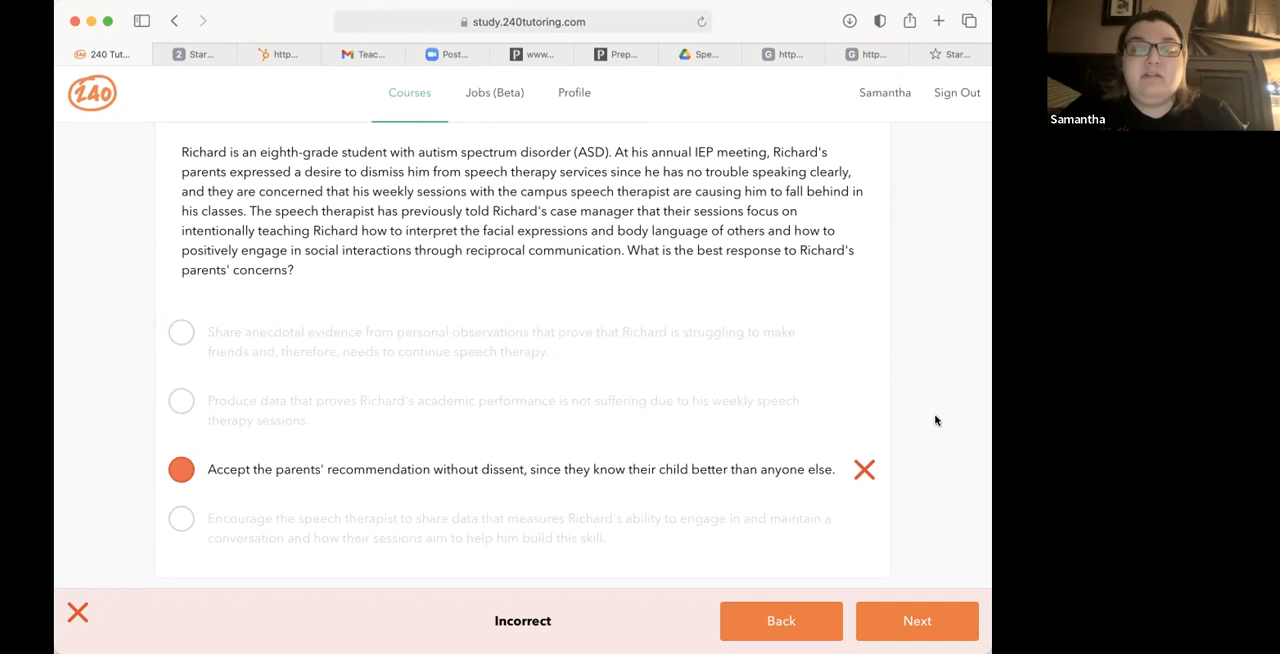 study.240tutoring.com
240 Tut...
2 Star...
http...
Teac...
Post...
P www...
P Prep...
Spe...
G http...
G http...
Star...
240
Courses
Jobs (Beta)
Profile
Samantha
Sign Out
Samantha
Richard is an eighth-grade student with autism spectrum disorder (ASD). At his annual IEP meeting, Richard's
parents expressed a desire to dismiss him from speech therapy services since he has no trouble speaking clearly,
and they are concerned that his weekly sessions with the campus speech therapist are causing him to fall behind in
his classes. The speech therapist has previously told Richard's case manager that their sessions focus on
intentionally teaching Richard how to interpret the facial expressions and body language of others and how to
positively engage in social interactions through reciprocal communication. What is the best response to Richard's
parents' concerns?
Share anecdotal evidence from personal observations that prove that Richard is struggling to make
friends and, therefore, needs to continue speech therapy.
Produce data that proves Richard's academic performance is not suffering due to his weekly speech
therapy sessions.
Accept the parents' recommendation without dissent, since they know their child better than anyone else.
Encourage the speech therapist to share data that measures Richard's ability to engage in and maintain a
conversation and how their sessions aim to help him build this skill.
Incorrect
Back
Next